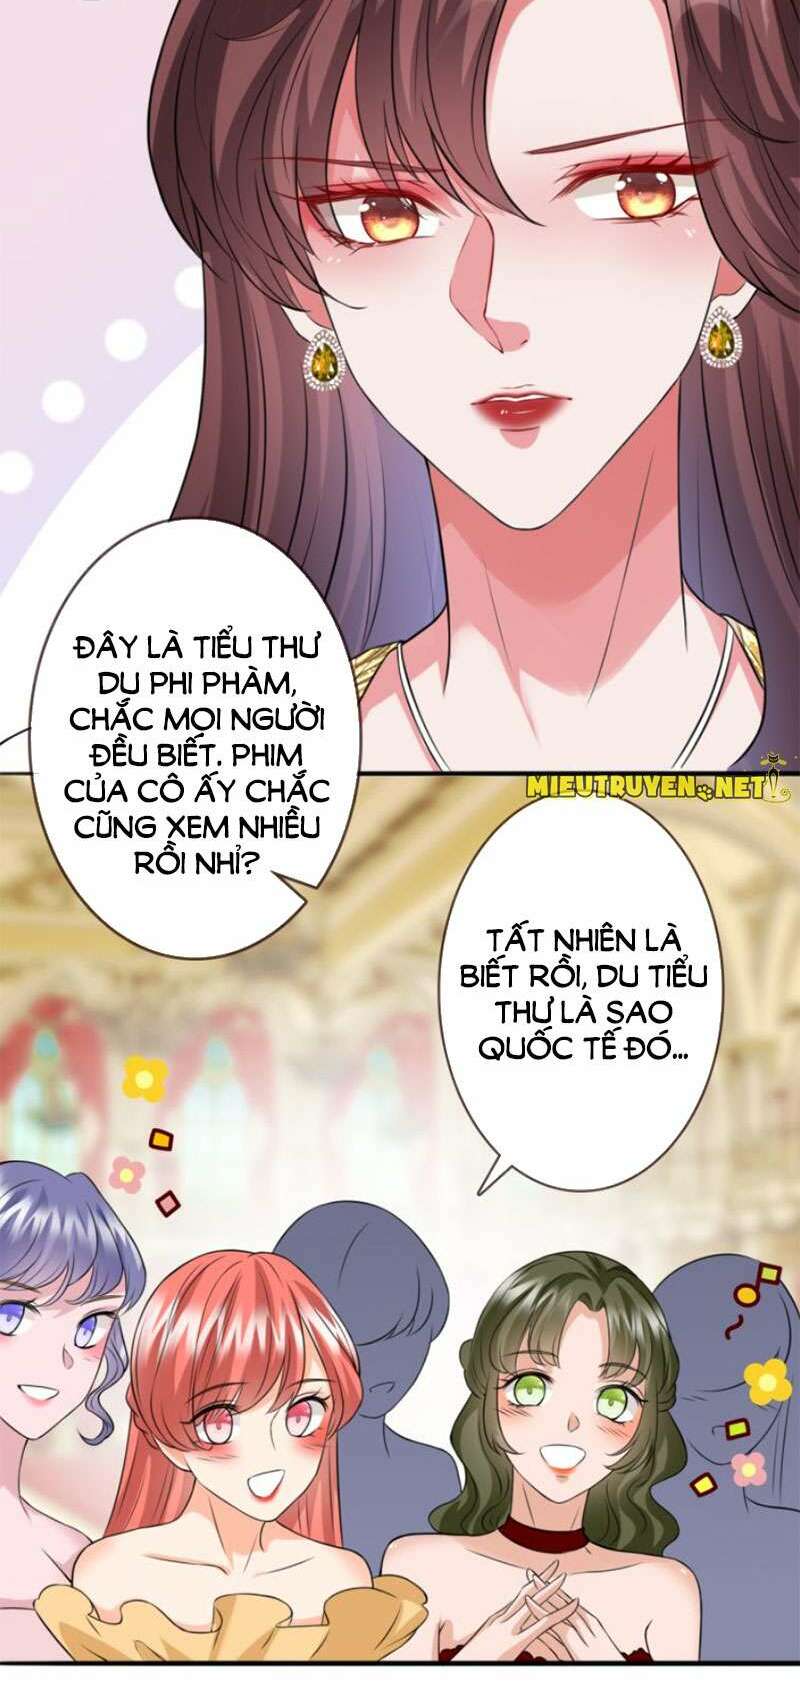 ĐÂY LÀ TIỂU THƯ
DU PHI PHÀM,
CHẮC MỌI NGƯỜI
ĐỀU BIẾT. PHIM
CỦA CÔ ẤY CHẮC
CŨNG XEM NHIỀU
RỒI NHỈ?
MIEUTRUYEN.NET
TẤT NHIÊN LÀ
BIẾT RỒI, DU TIỂU
THƯ LÀ SAO
QUỐC TẾ ĐÓ...